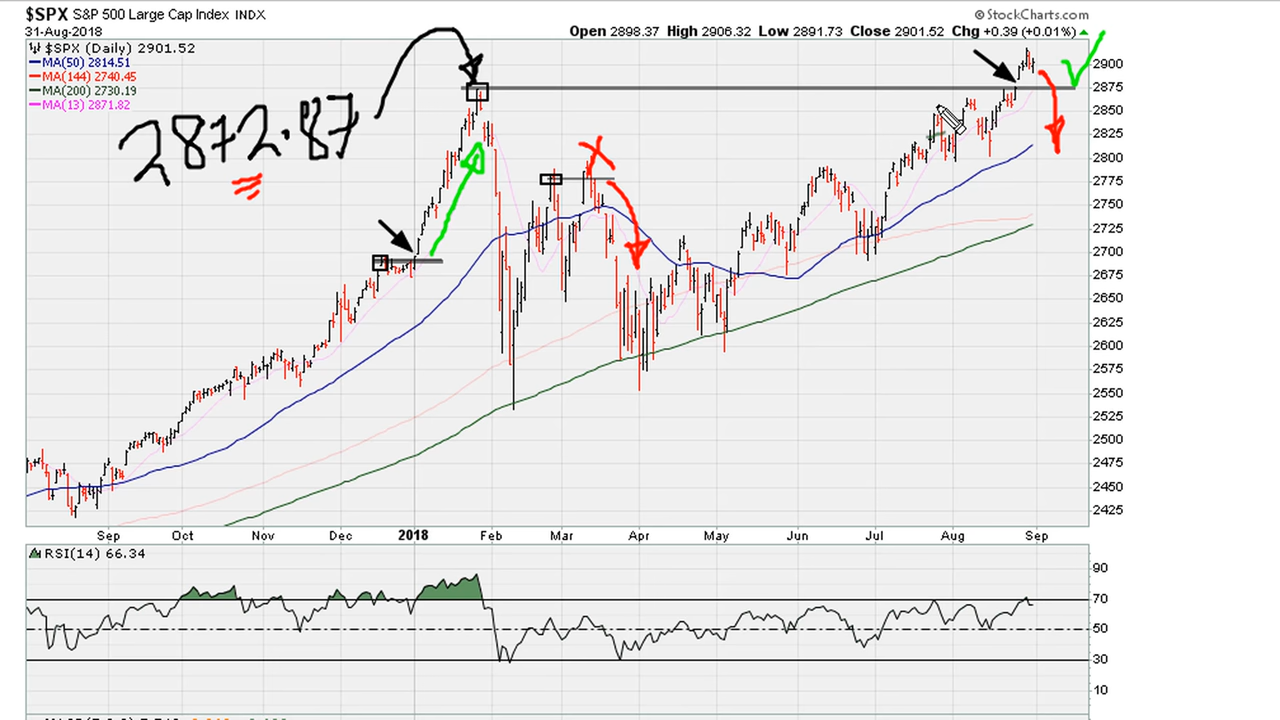 $SPX S&P 500 Large Cap Index INDX
© StockCharts.com
31-Aug-2018
Open 2898.37 High 2906.32 Low 2891.73 Close 2901.52 Chg +0.39 (+0.01%)
$SPX (Daily) 2901.52
MA(50) 2814.51
MA(144) 2740.45
MA(200) 2730.19
MA(13) 2871.82
2872.87
2900
2875
2850
2825
2800
2775
2750
2725
2700
2675
2650
2625
2600
2575
2550
2525
2500
2475
2450
2425
Sep Oct Nov Dec 2018 Feb Mar Apr May Jun Jul Aug Sep
RSI(14) 66.34
90
70
50
30
10